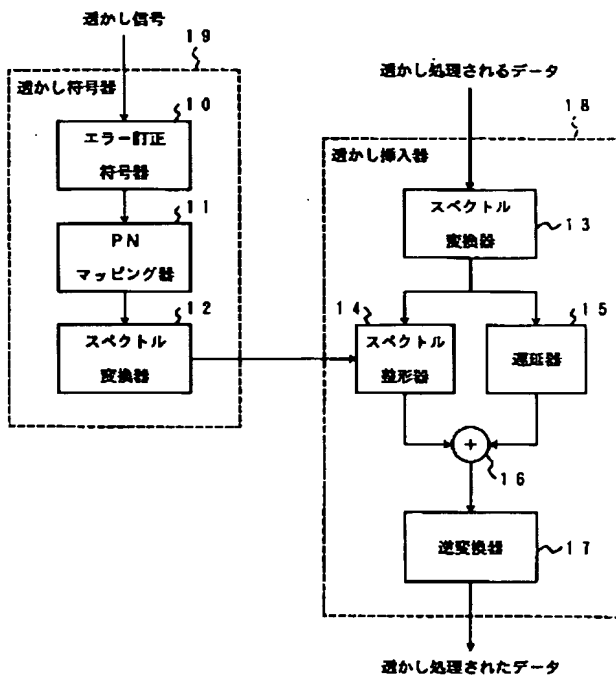 透かし信号
19
透かし符号器
10
エラー訂正
符号器
11
PN
マッピング器
12
スペクトル
変換器
透かし処理されるデータ
18
透かし挿入器
スペクトル
変換器
13
14
スペクトル
整形器
15
遅延器
+
16
逆変換器
17
透かし処理されたデータ